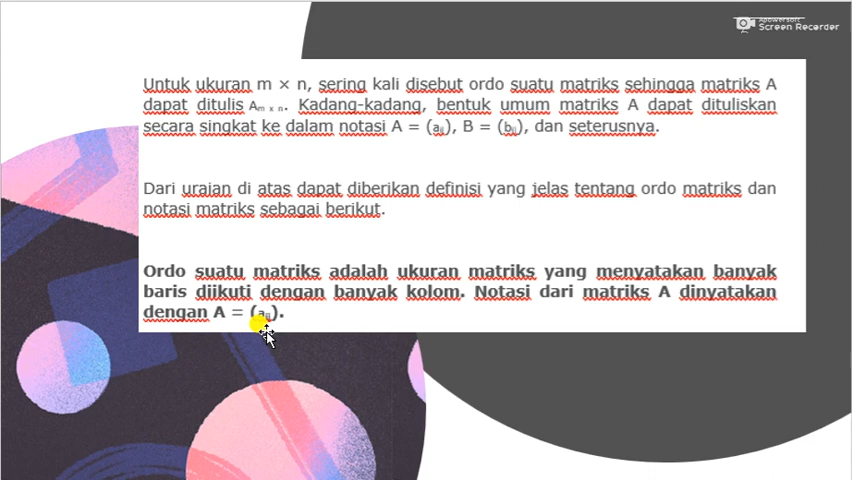 Apowersoft
Screen Recorder
Untuk ukuran m × n, sering kali disebut ordo suatu matriks sehingga matriks A
dapat ditulis Am x n. Kadang-kadang, bentuk umum matriks A dapat dituliskan
secara singkat ke dalam notasi A = (aij), B = (bij), dan seterusnya.
Dari uraian di atas dapat diberikan definisi yang jelas tentang ordo matriks dan
notasi matriks sebagai berikut.
Ordo suatu matriks adalah ukuran matriks yang menyatakan banyak
baris diikuti dengan banyak kolom. Notasi dari matriks A dinyatakan
dengan A = (aij).